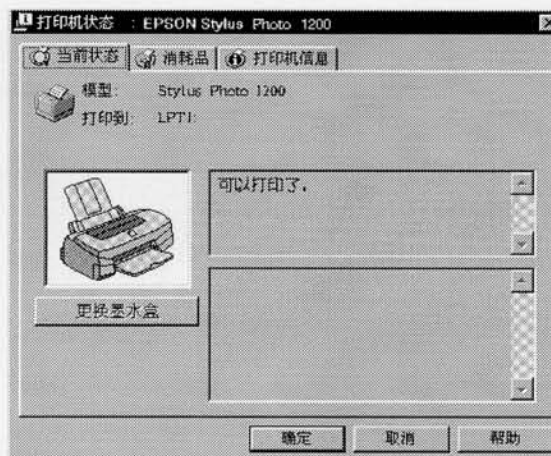 打印机状态 : EPSON Stylus Photo 1200
当前状态 消耗品 打印机信息
模型: Stylus Photo 1200
打印到: LPT1:
可以打印了.
更换墨水盒
确定 取消 帮助